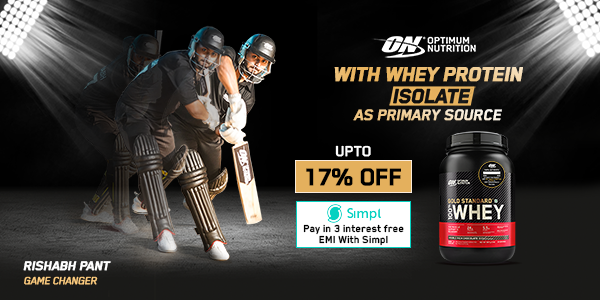 ON OPTIMUM
NUTRITION
WITH WHEY PROTEIN
ISOLATE
AS PRIMARY SOURCE
UPTO
17% OFF
Simpl
Pay in 3 interest free
EMI With Simpl
ON
GOLD STANDARD
100%
WHEY
RISHABH PANT
GAME CHANGER